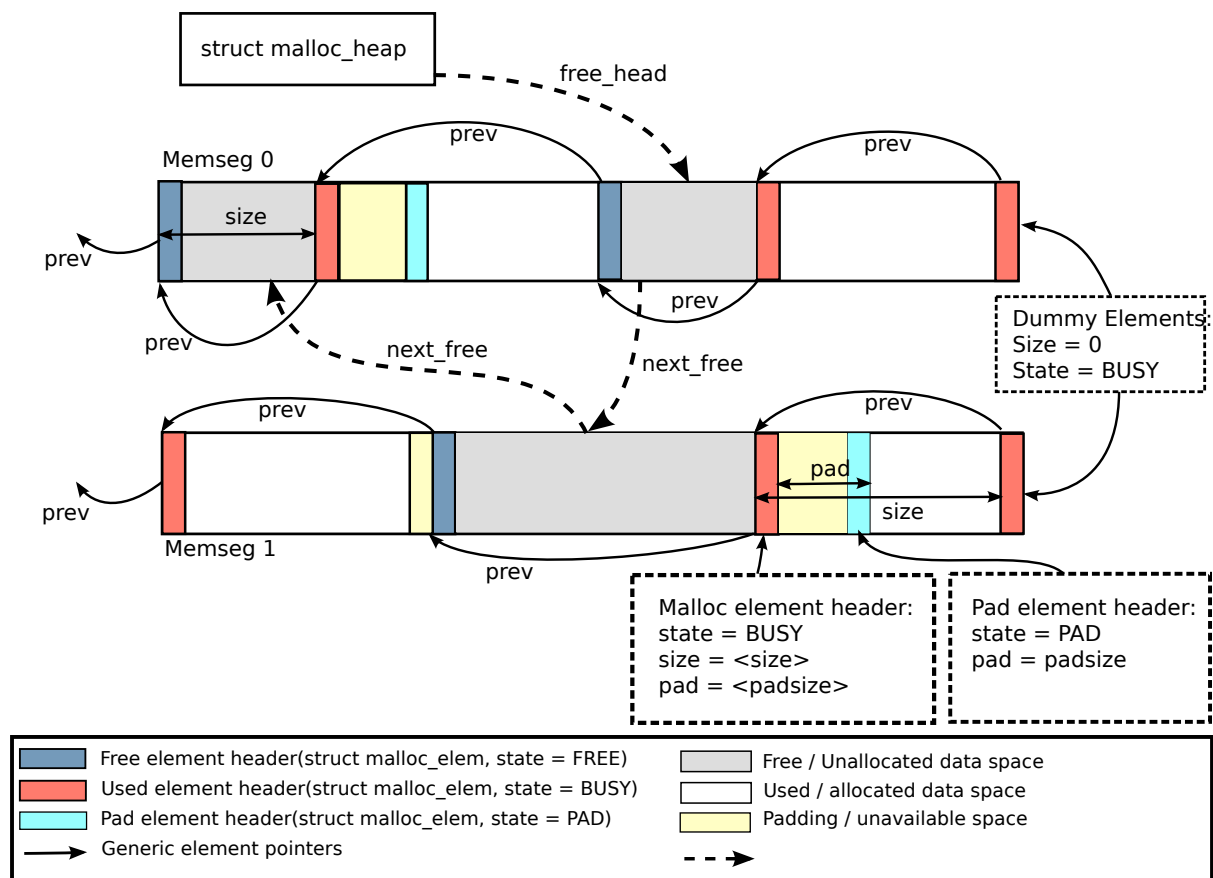 struct malloc_heap
free_head
prev
prev
Memseg 0
size
prev
prev
prev
Dummy Elements:
Size = 0
State = BUSY
next_free
next_free
prev
prev
pad
size
prev
Memseg 1
prev
Malloc element header:
state = BUSY
size = <size>
pad = <padsize>
Pad element header:
state = PAD
pad = padsize
Free element header(struct malloc_elem, state = FREE)
Used element header(struct malloc_elem, state = BUSY)
Pad element header(struct malloc_elem, state = PAD)
Generic element pointers
Free / Unallocated data space
Used / allocated data space
Padding / unavailable space